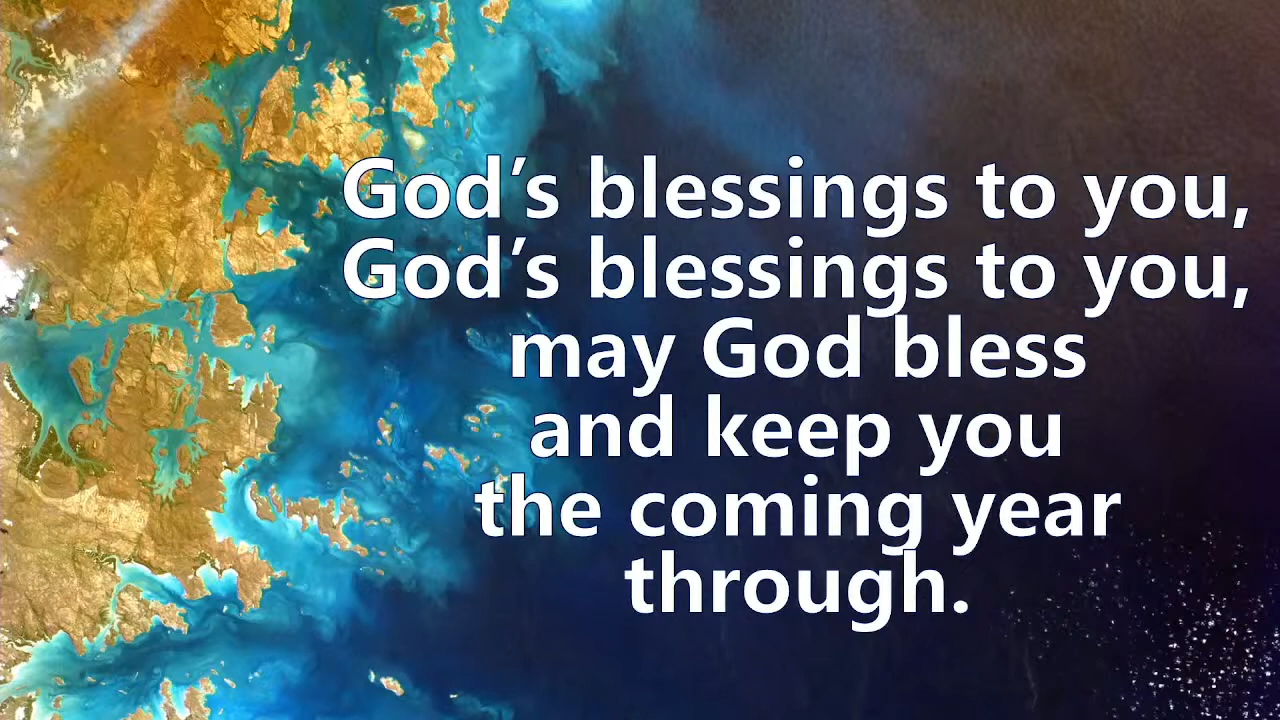 God’s blessings to you,
God’s blessings to you,
may God bless
and keep you
the coming year
through.